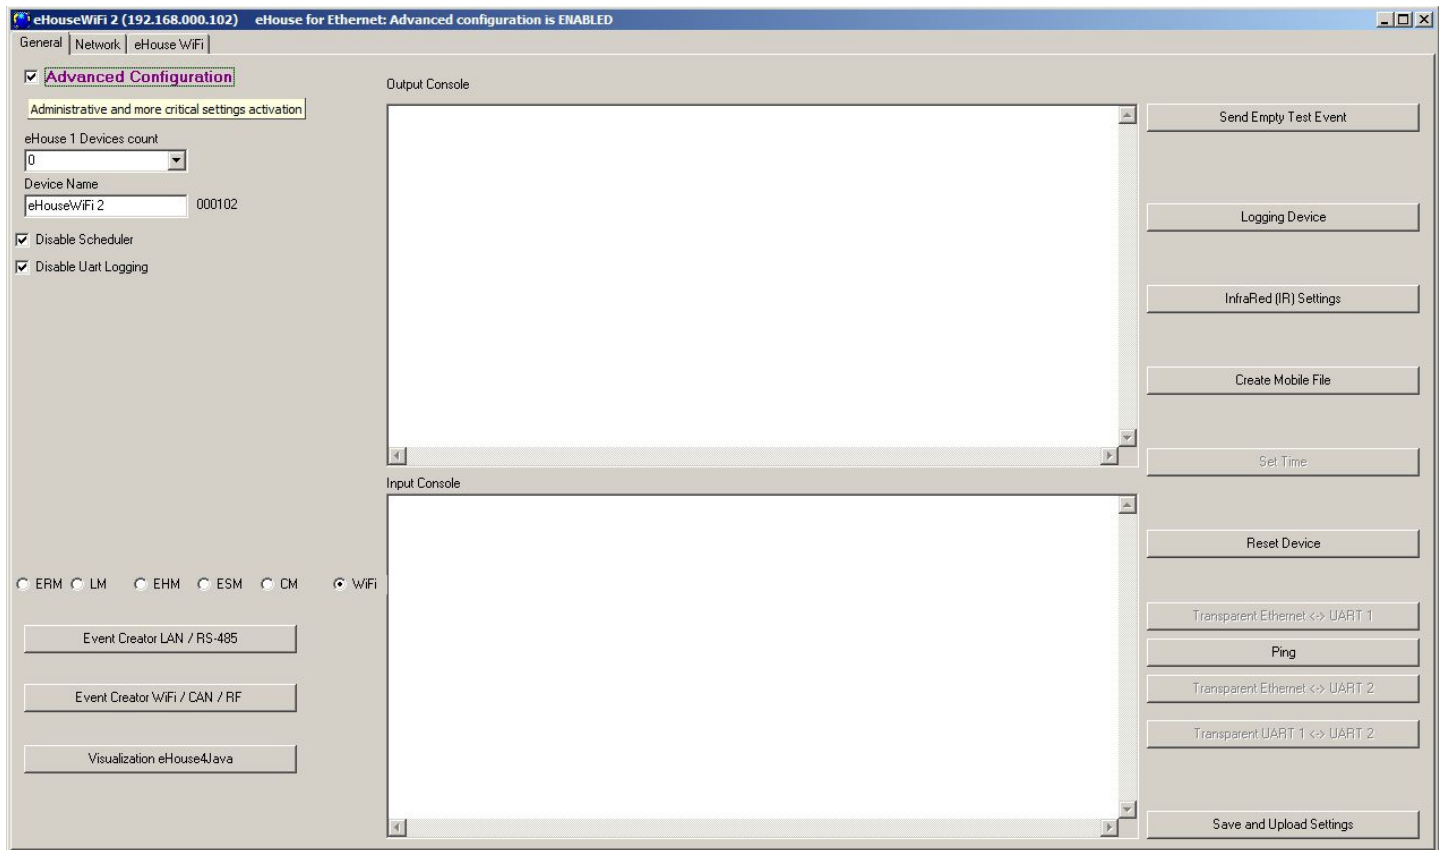 eHouseWiFi 2 (192.168.000.102) eHouse for Ethernet: Advanced configuration is ENABLED
General Network eHouse WiFi
Advanced Configuration
Administrative and more critical settings activation
eHouse 1 Devices count
0
Device Name
eHouseWiFi 2 000102
Disable Scheduler
Disable Uart Logging
ERM LM EHM ESM CM WiFi
Event Creator LAN / RS-485
Event Creator WiFi / CAN / RF
Visualization eHouse4Java
Output Console
Input Console
Send Empty Test Event
Logging Device
InfraRed (IR) Settings
Create Mobile File
Set Time
Reset Device
Transparent Ethernet <-> UART 1
Ping
Transparent Ethernet <-> UART 2
Transparent UART 1 <-> UART 2
Save and Upload Settings